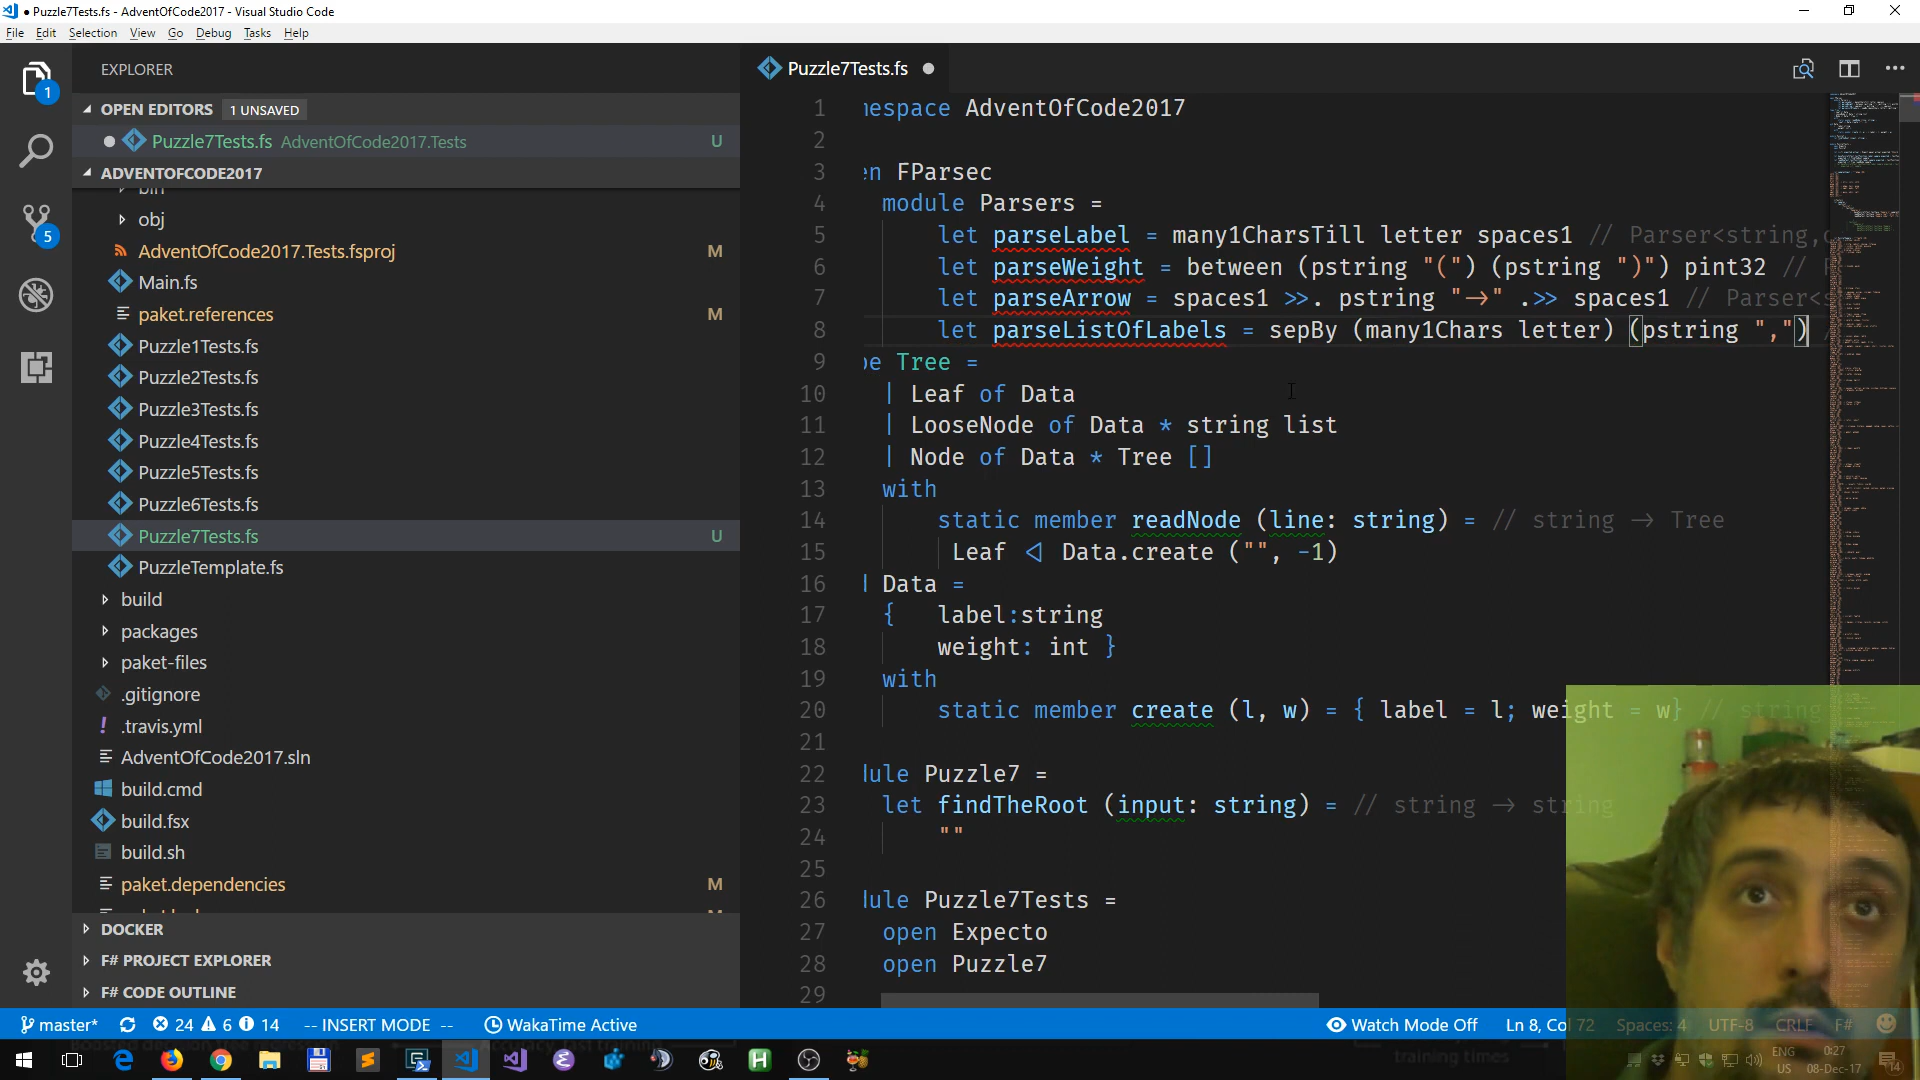 ● Puzzle7Tests.fs - AdventOfCode2017 - Visual Studio Code
File Edit Selection View Go Debug Tasks Help
EXPLORER
OPEN EDITORS 1 UNSAVED
● Puzzle7Tests.fs AdventOfCode2017.Tests U
ADVENTOFCODE2017
bin
obj
AdventOfCode2017.Tests.fsproj M
Main.fs
paket.references M
Puzzle1Tests.fs
Puzzle2Tests.fs
Puzzle3Tests.fs
Puzzle4Tests.fs
Puzzle5Tests.fs
Puzzle6Tests.fs
Puzzle7Tests.fs U
PuzzleTemplate.fs
build
packages
paket-files
.gitignore
.travis.yml
AdventOfCode2017.sln
build.cmd
build.fsx
build.sh
paket.dependencies M
DOCKER
F# PROJECT EXPLORER
F# CODE OUTLINE
1
5
Puzzle7Tests.fs ●
1 espace AdventOfCode2017
2
3 en FParsec
4 module Parsers =
5 let parseLabel = many1CharsTill letter spaces1 // Parser<string,
6 let parseWeight = between (pstring "(") (pstring ")") pint32 //
7 let parseArrow = spaces1 >>. pstring "->" .>> spaces1 // Parser<
8 let parseListOfLabels = sepBy (many1Chars letter) (pstring ",")
9 e Tree =
10 | Leaf of Data
11 | LooseNode of Data * string list
12 | Node of Data * Tree []
13 with
14 static member readNode (line: string) = // string -> Tree
15 Leaf <| Data.create ("", -1)
16 Data =
17 { label:string
18 weight: int }
19 with
20 static member create (l, w) = { label = l; weight = w} // string
21
22 ule Puzzle7 =
23 let findTheRoot (input: string) = // string -> string
24 ""
25
26 ule Puzzle7Tests =
27 open Expecto
28 open Puzzle7
29
master* 24 6 14 -- INSERT MODE -- WakaTime Active Watch Mode Off Ln 8, Col 72 Spaces: 4 UTF-8 CRLF F#
training times
ENG US 0:27 08-Dec-17 14